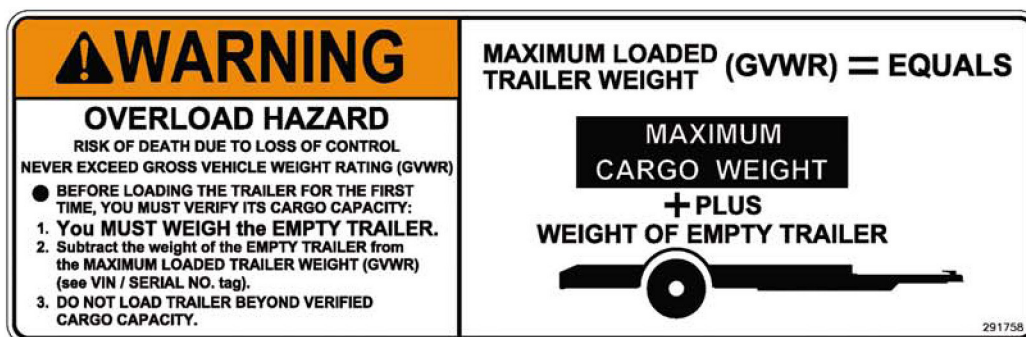 WARNING
OVERLOAD HAZARD
RISK OF DEATH DUE TO LOSS OF CONTROL
NEVER EXCEED GROSS VEHICLE WEIGHT RATING (GVWR)
● BEFORE LOADING THE TRAILER FOR THE FIRST
TIME, YOU MUST VERIFY ITS CARGO CAPACITY:
1. You MUST WEIGH the EMPTY TRAILER.
2. Subtract the weight of the EMPTY TRAILER from
the MAXIMUM LOADED TRAILER WEIGHT (GVWR)
(see VIN / SERIAL NO. tag).
3. DO NOT LOAD TRAILER BEYOND VERIFIED
CARGO CAPACITY.
MAXIMUM LOADED
TRAILER WEIGHT (GVWR) = EQUALS
MAXIMUM
CARGO WEIGHT
+ PLUS
WEIGHT OF EMPTY TRAILER
291758